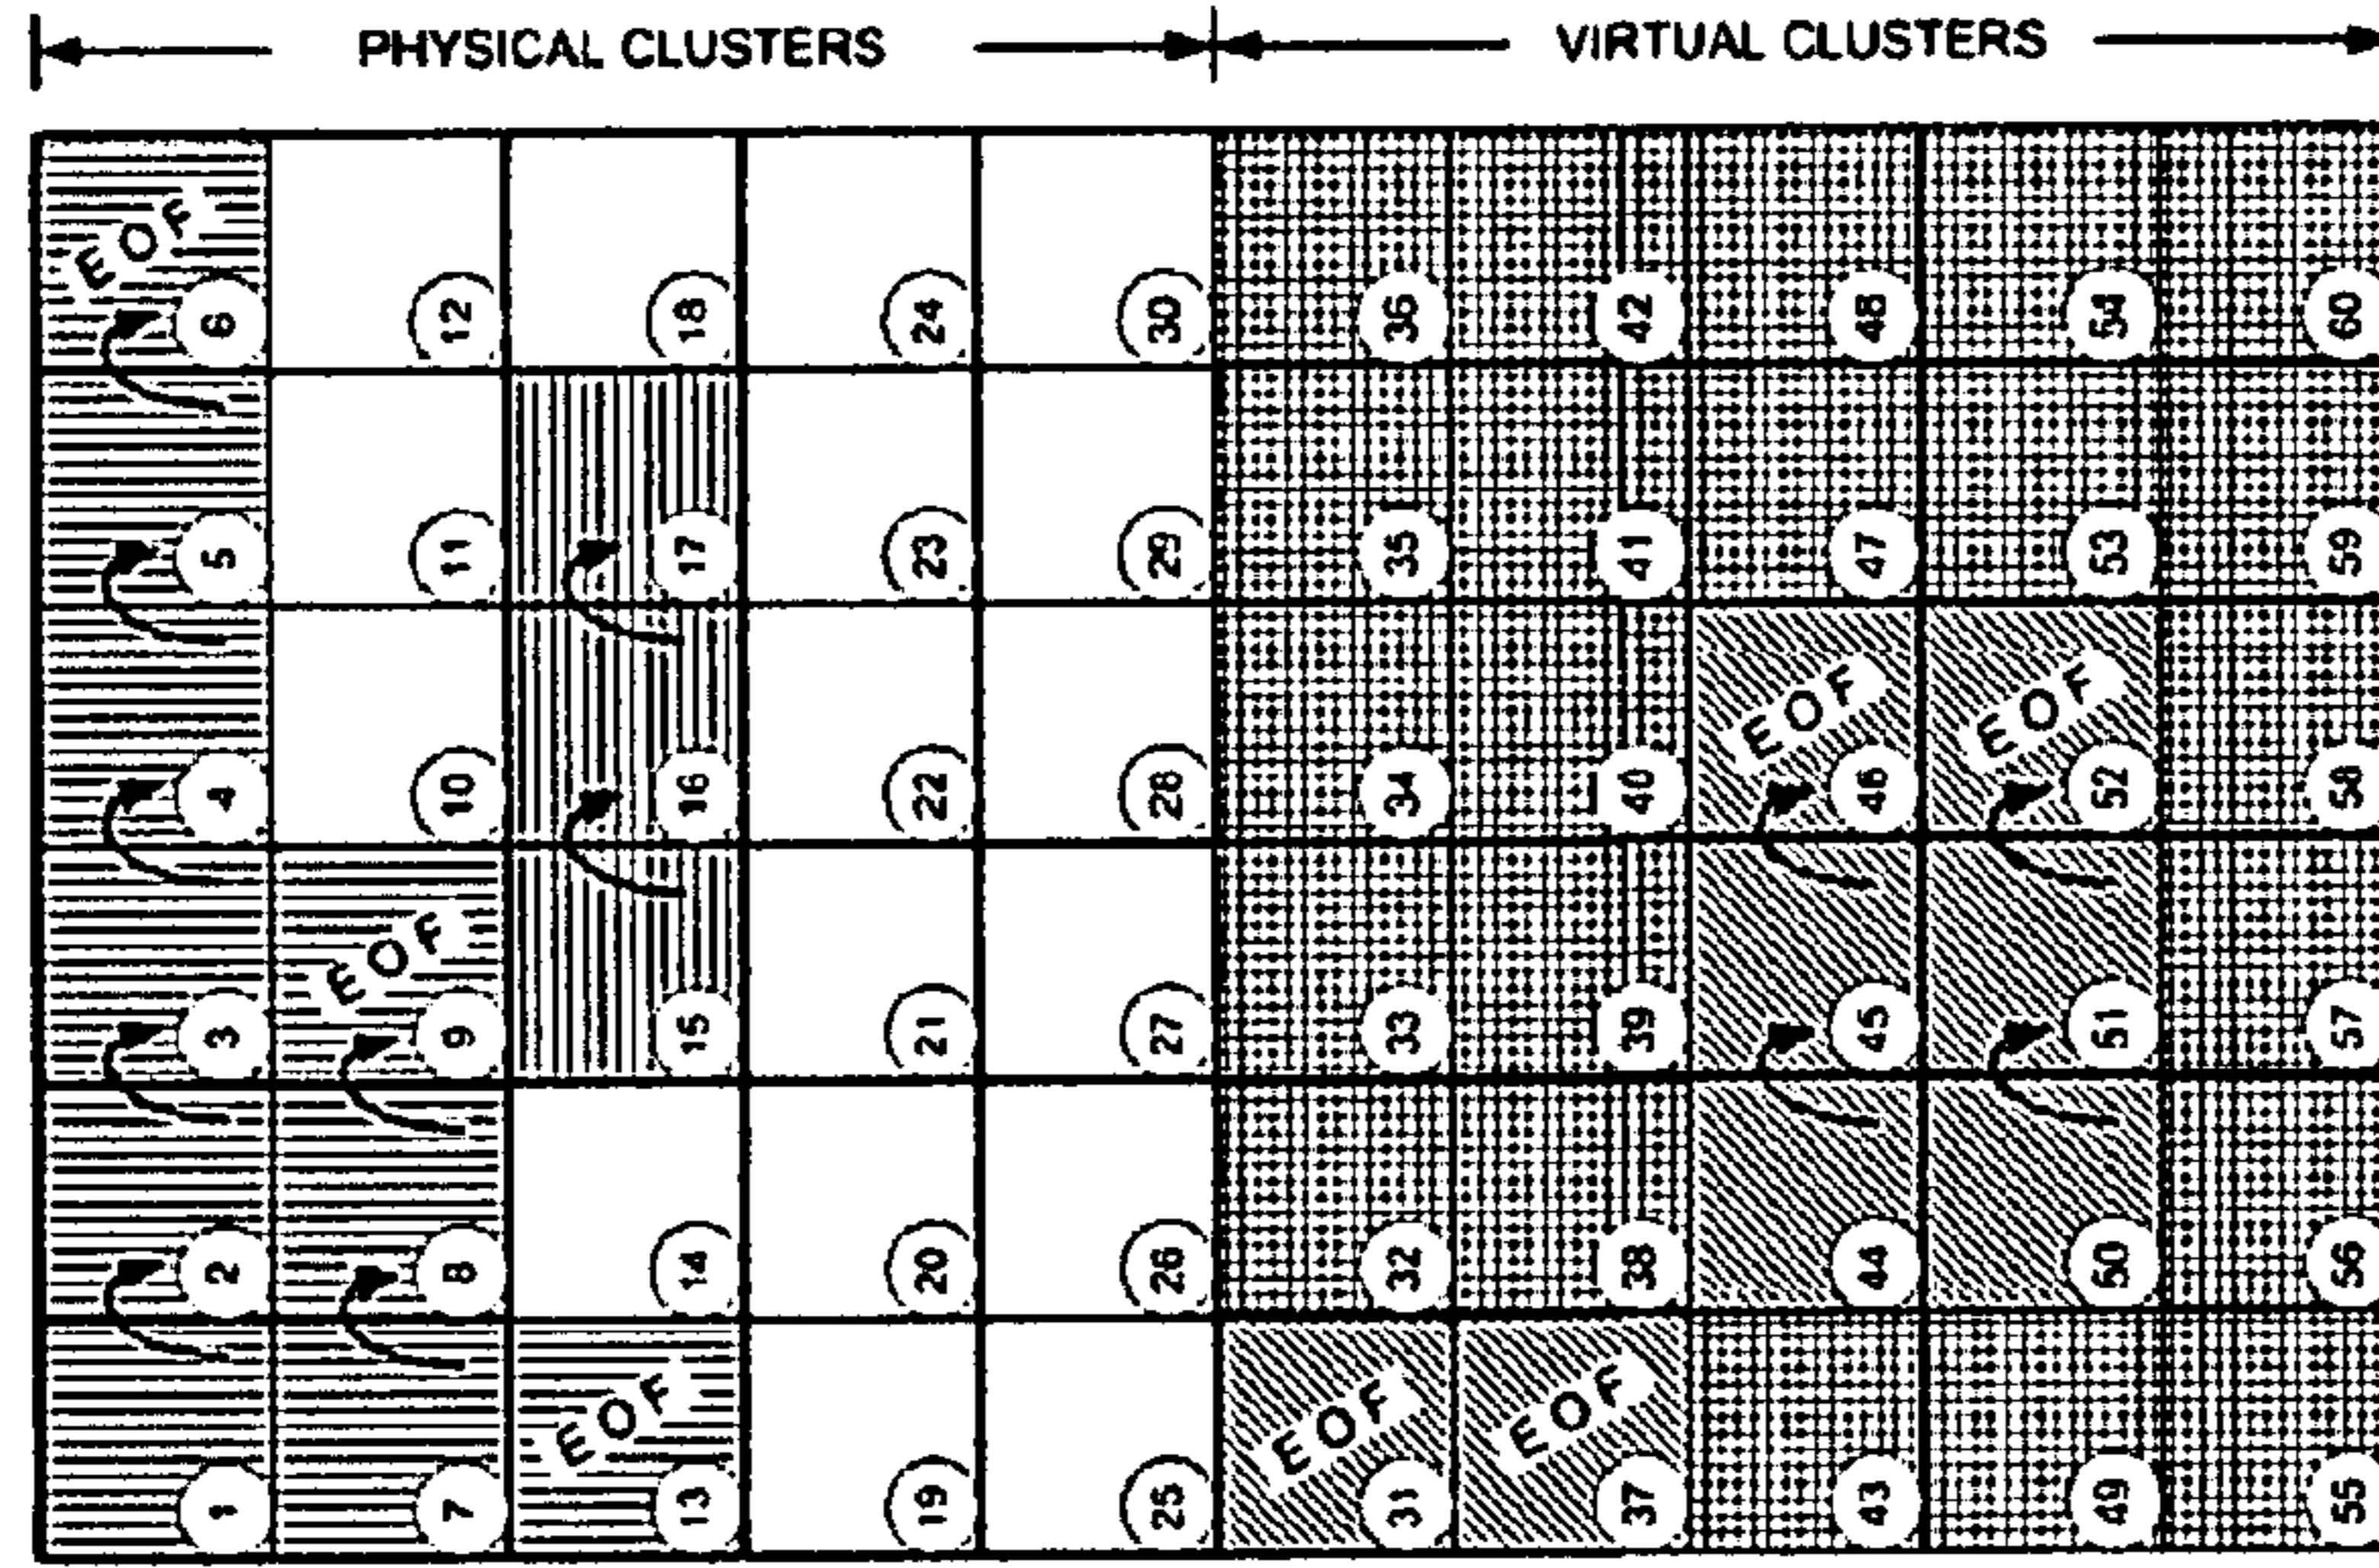 PHYSICAL CLUSTERS VIRTUAL CLUSTERS
EOF
6 12 18 24 30 36 42 48 54 60
5 11 17 23 29 35 41 47 53 59
EOF EOF
4 10 16 22 28 34 40 46 52 58
EOF
3 9 15 21 27 33 39 45 51 57
2 8 14 20 26 32 38 44 50 56
EOF EOF EOF
1 7 13 19 25 31 37 43 49 55